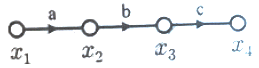 a b c
x₁ x₂ x₃ x₄